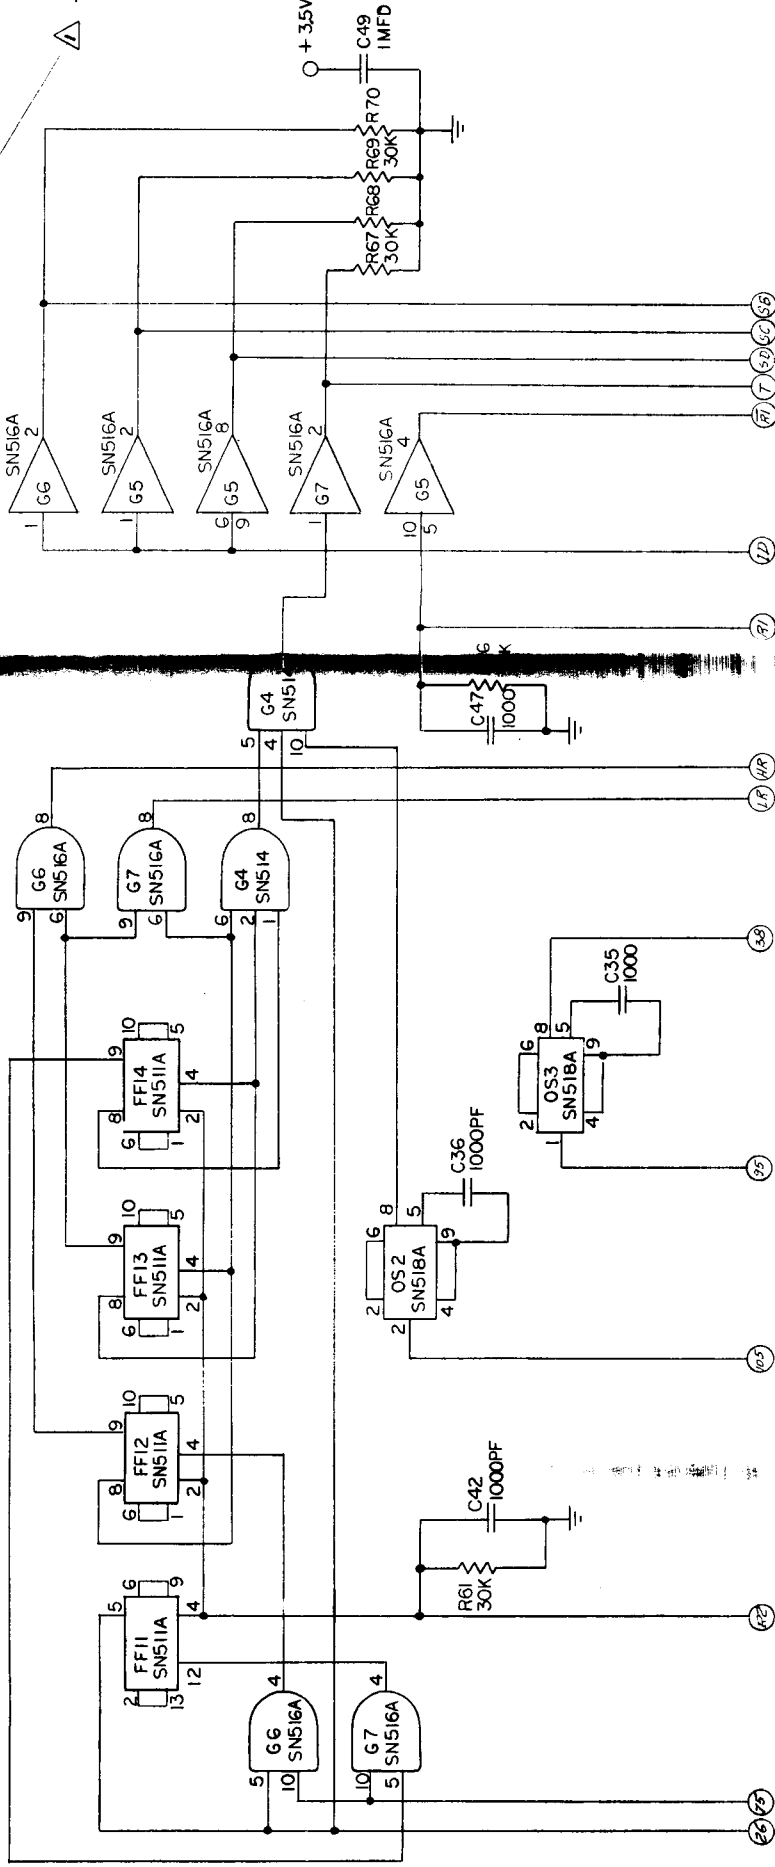 1
+ 3.5V
C49
1MFD
R70
R69
30K
R68
R67
30K
SN516A
2
G6
1
SN516A
2
G5
1
SN516A
8
G5
6
9
SN516A
2
G7
1
SN516A
4
G5
10
5
SB
SC
SD
T
R1
1D
R1
G4
SN51
5
4
10
C47
1000
6
K
HR
LR
G6
SN516A
9
6
8
G7
SN516A
9
6
8
G4
SN514
6
2
1
8
FF14
SN511A
9
10
5
8
6
1
4
2
FF13
SN511A
9
10
5
8
6
1
4
2
FF12
SN511A
9
10
5
8
6
1
4
2
FF11
SN511A
5
6
9
4
2
13
12
OS3
SN518A
6
8
5
9
2
1
4
C35
1000
38
95
OS2
SN518A
6
8
5
9
2
2
4
C36
1000PF
105
C42
1000PF
R61
30K
R2
G6
SN516A
5
10
4
G7
SN516A
10
5
4
75
26